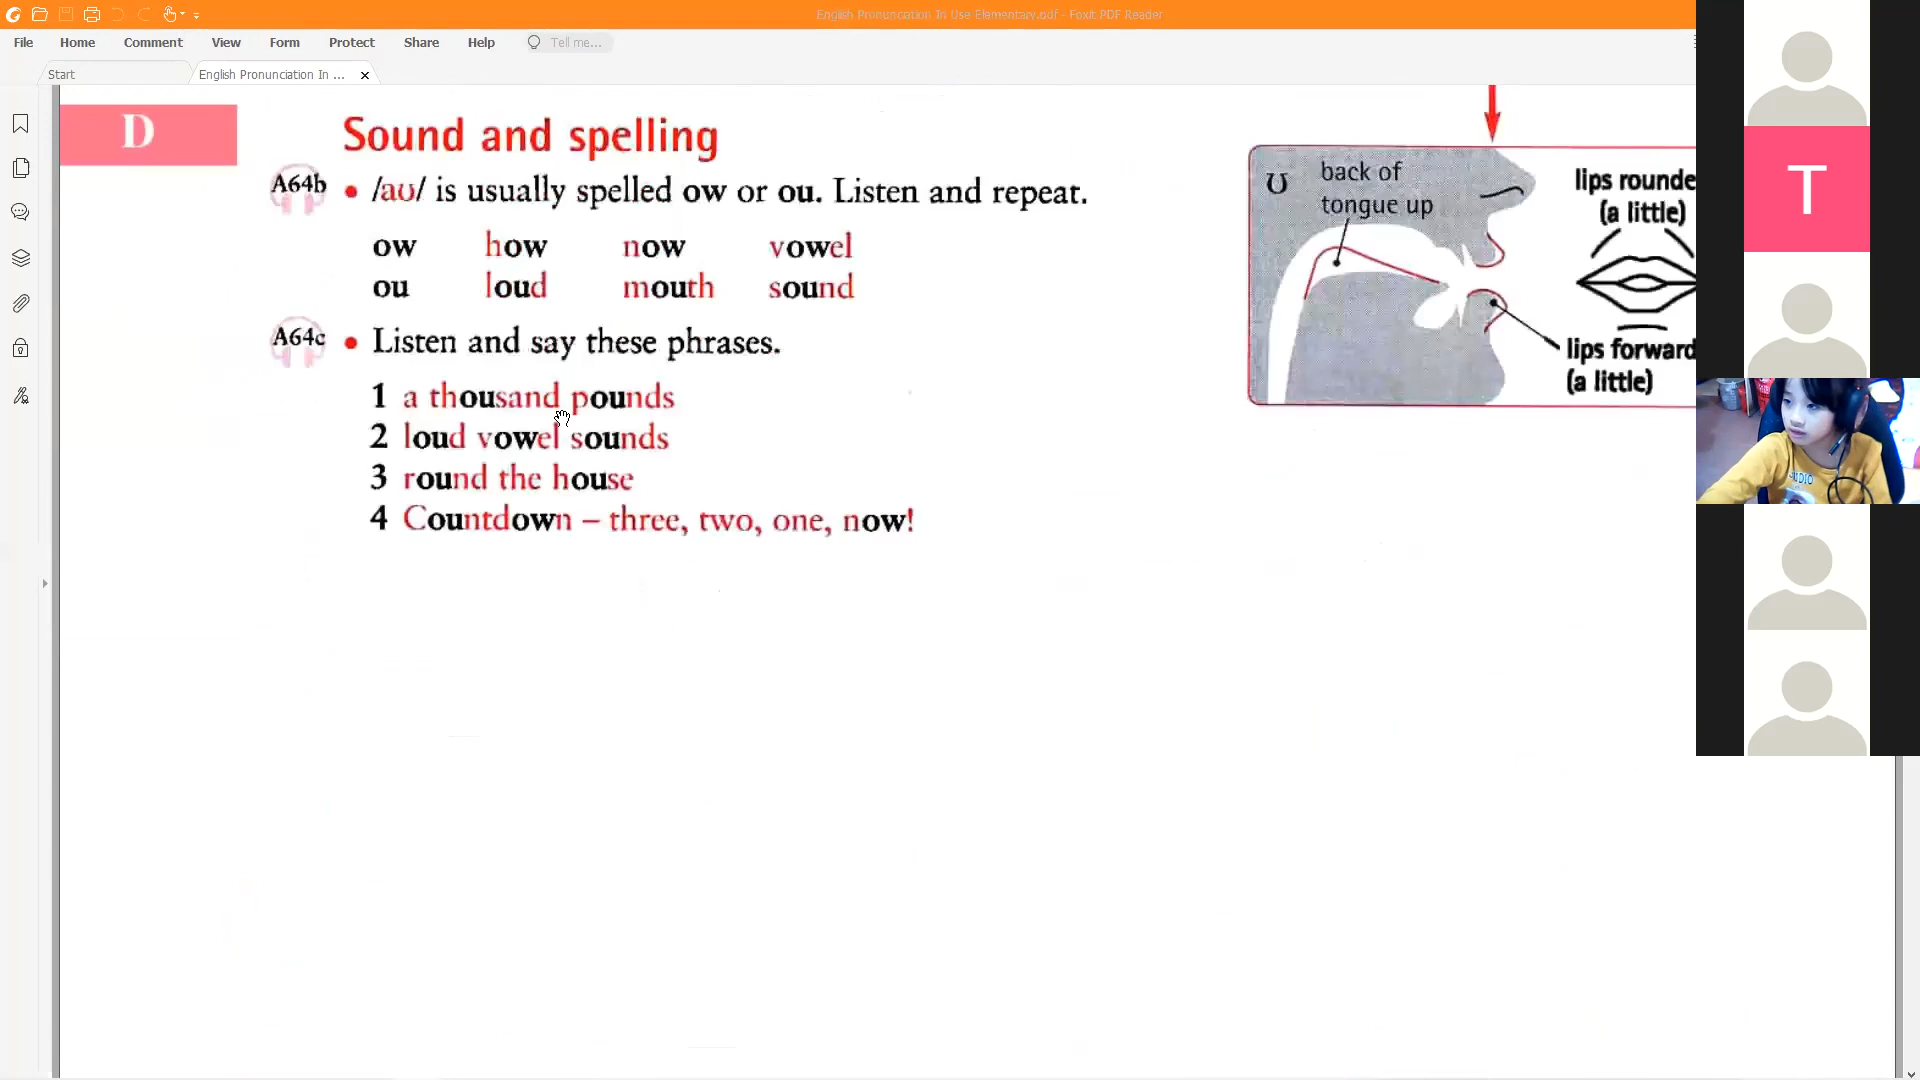 English Pronunciation In Use Elementary.pdf - Foxit PDF Reader
File Home Comment View Form Protect Share Help Tell me...
Start English Pronunciation In ...
D
Sound and spelling
A64b • /aʊ/ is usually spelled ow or ou. Listen and repeat.
ow how now vowel
ou loud mouth sound
A64c • Listen and say these phrases.
1 a thousand pounds
2 loud vowel sounds
3 round the house
4 Countdown – three, two, one, now!
ʊ
back of
tongue up
lips rounde
(a little)
lips forward
(a little)
T